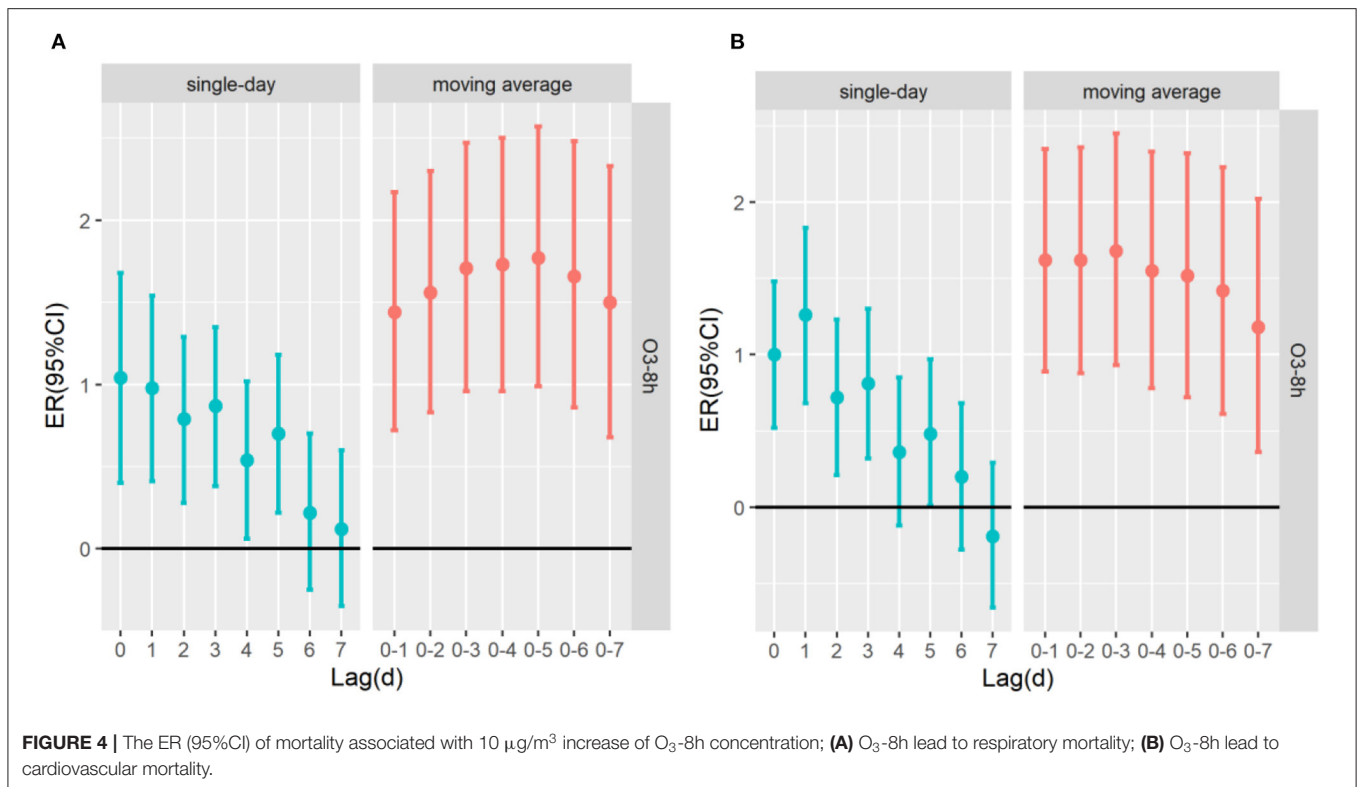 A
B
single-day
moving average
single-day
moving average
ER(95%CI)
2
1
0
O3-8h
ER(95%CI)
2
1
0
O3-8h
0 1 2 3 4 5 6 7
0-1 0-2 0-3 0-4 0-5 0-6 0-7
0 1 2 3 4 5 6 7
0-1 0-2 0-3 0-4 0-5 0-6 0-7
Lag(d)
Lag(d)
FIGURE 4 | The ER (95%CI) of mortality associated with 10 μg/m³ increase of O₃-8h concentration; (A) O₃-8h lead to respiratory mortality; (B) O₃-8h lead to
cardiovascular mortality.